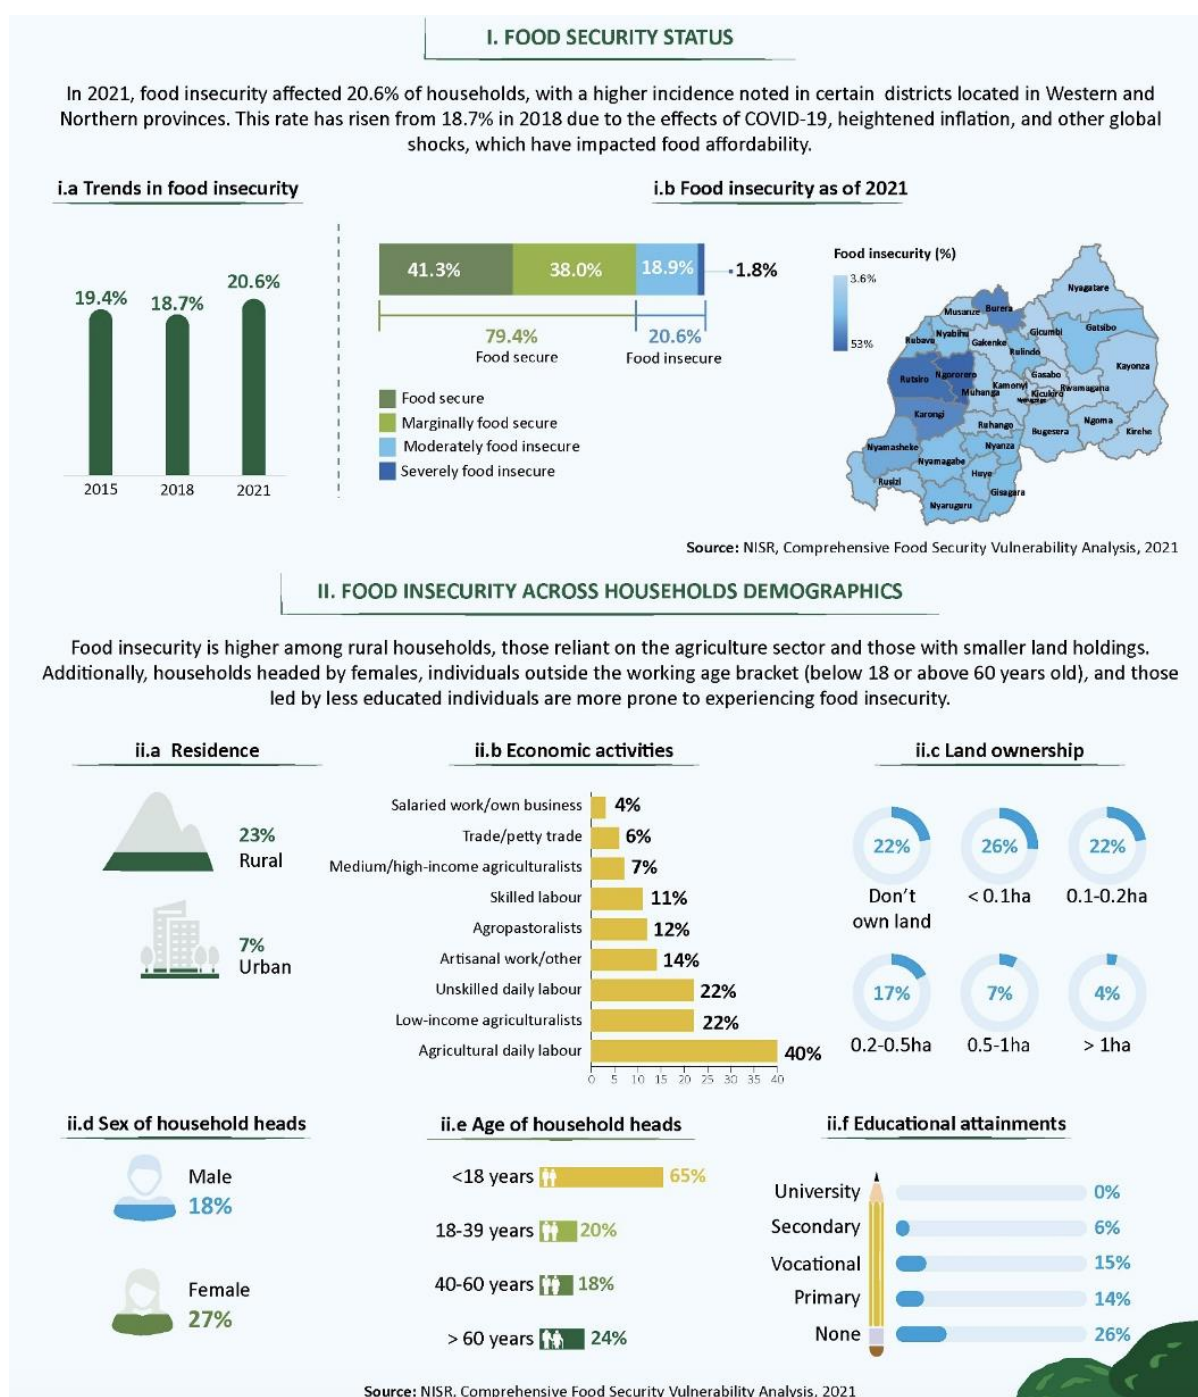 I. FOOD SECURITY STATUS
In 2021, food insecurity affected 20.6% of households, with a higher incidence noted in certain districts located in Western and
Northern provinces. This rate has risen from 18.7% in 2018 due to the effects of COVID-19, heightened inflation, and other global
shocks, which have impacted food affordability.
i.a Trends in food insecurity
19.4%
18.7%
20.6%
2015
2018
2021
i.b Food insecurity as of 2021
41.3%
38.0%
18.9%
1.8%
79.4%
Food secure
20.6%
Food insecure
Food secure
Marginally food secure
Moderately food insecure
Severely food insecure
Food insecurity (%)
3.6%
53%
Nyagatare
Musanze
Burera
Gicumbi
Gatsibo
Rubavu
Nyabihu
Gakenke
Rulindo
Kayonza
Rutsiro
Ngororero
Gasabo
Muhanga
Kamonyi
Kicukiro
Rwamagana
Karongi
Ruhango
Bugesera
Ngoma
Kirehe
Nyamasheke
Nyanza
Nyamagabe
Huye
Rusizi
Gisagara
Nyaruguru
Source: NISR, Comprehensive Food Security Vulnerability Analysis, 2021
II. FOOD INSECURITY ACROSS HOUSEHOLDS DEMOGRAPHICS
Food insecurity is higher among rural households, those reliant on the agriculture sector and those with smaller land holdings.
Additionally, households headed by females, individuals outside the working age bracket (below 18 or above 60 years old), and those
led by less educated individuals are more prone to experiencing food insecurity.
ii.a Residence
23%
Rural
7%
Urban
ii.b Economic activities
Salaried work/own business 4%
Trade/petty trade 6%
Medium/high-income agriculturalists 7%
Skilled labour 11%
Agropastoralists 12%
Artisanal work/other 14%
Unskilled daily labour 22%
Low-income agriculturalists 22%
Agricultural daily labour 40%
0 5 10 15 20 25 30 35 40
ii.c Land ownership
22%
Don't
own land
26%
< 0.1ha
22%
0.1-0.2ha
17%
0.2-0.5ha
7%
0.5-1ha
4%
> 1ha
ii.d Sex of household heads
Male
18%
Female
27%
ii.e Age of household heads
<18 years 65%
18-39 years 20%
40-60 years 18%
> 60 years 24%
ii.f Educational attainments
University 0%
Secondary 6%
Vocational 15%
Primary 14%
None 26%
Source: NISR, Comprehensive Food Security Vulnerability Analysis, 2021